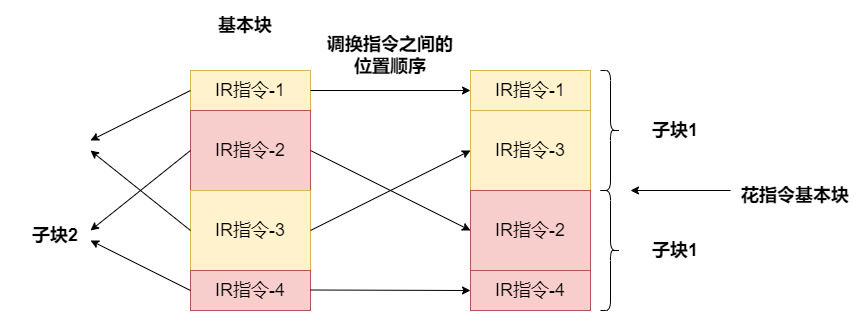 基本块
调换指令之间的
位置顺序
IR指令-1
IR指令-1
IR指令-2
IR指令-3
子块1
花指令基本块
子块2
IR指令-3
IR指令-2
子块1
IR指令-4
IR指令-4